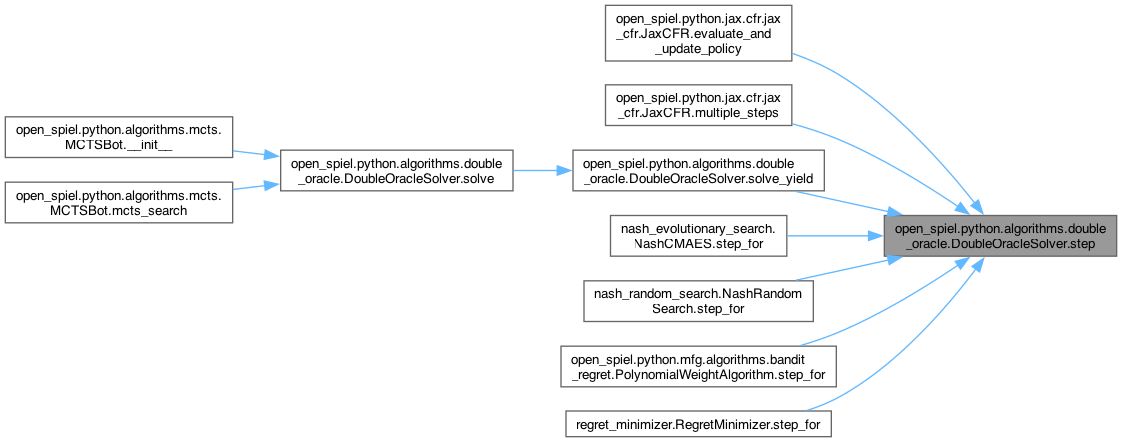 open_spiel.python.jax.cfr.jax
_cfr.JaxCFR.evaluate_and
_update_policy
open_spiel.python.jax.cfr.jax
_cfr.JaxCFR.multiple_steps
open_spiel.python.algorithms.mcts.
MCTSBot.__init__
open_spiel.python.algorithms.mcts.
MCTSBot.mcts_search
open_spiel.python.algorithms.double
_oracle.DoubleOracleSolver.solve
open_spiel.python.algorithms.double
_oracle.DoubleOracleSolver.solve_yield
nash_evolutionary_search.
NashCMAES.step_for
open_spiel.python.algorithms.double
_oracle.DoubleOracleSolver.step
nash_random_search.NashRandom
Search.step_for
open_spiel.python.mfg.algorithms.bandit
_regret.PolynomialWeightAlgorithm.step_for
regret_minimizer.RegretMinimizer.step_for